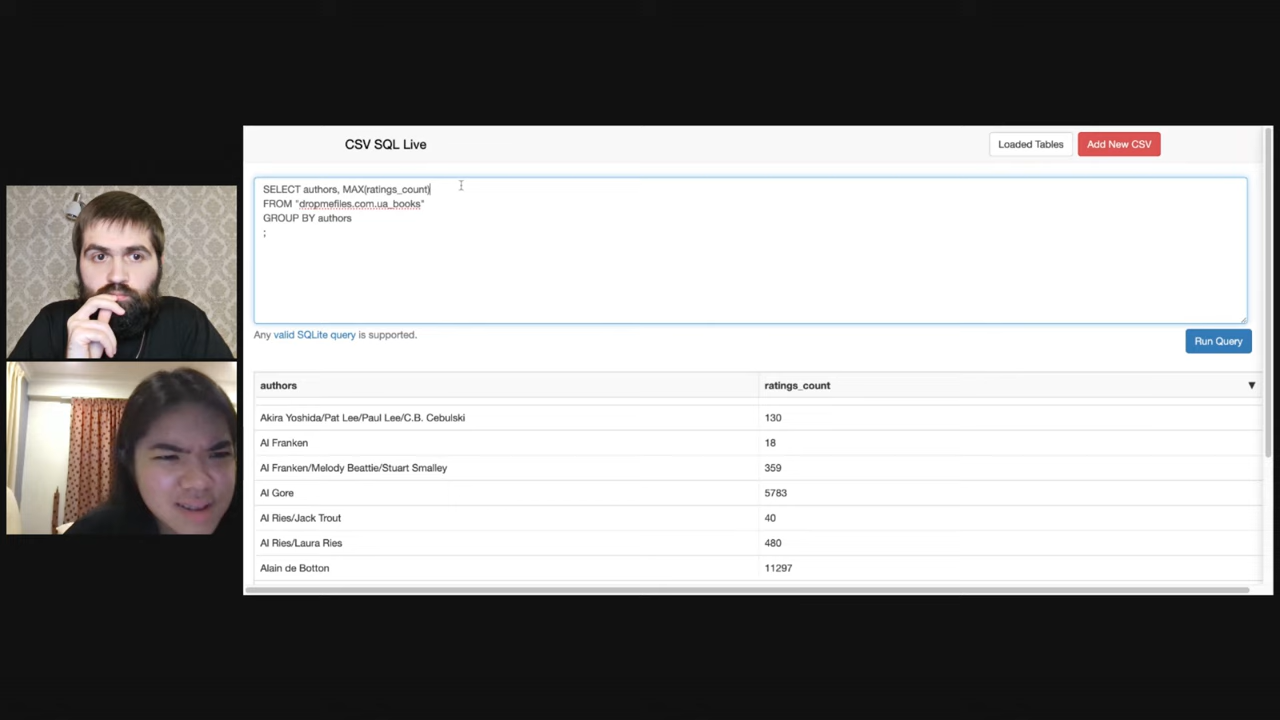 CSV SQL Live
Loaded Tables
Add New CSV
SELECT authors, MAX(ratings_count)
FROM "dropmefiles.com.ua_books"
GROUP BY authors
;
Any valid SQLite query is supported.
Run Query
authors ratings_count ▼
Akira Yoshida/Pat Lee/Paul Lee/C.B. Cebulski 130
Al Franken 18
Al Franken/Melody Beattie/Stuart Smalley 359
Al Gore 5783
Al Ries/Jack Trout 40
Al Ries/Laura Ries 480
Alain de Botton 11297